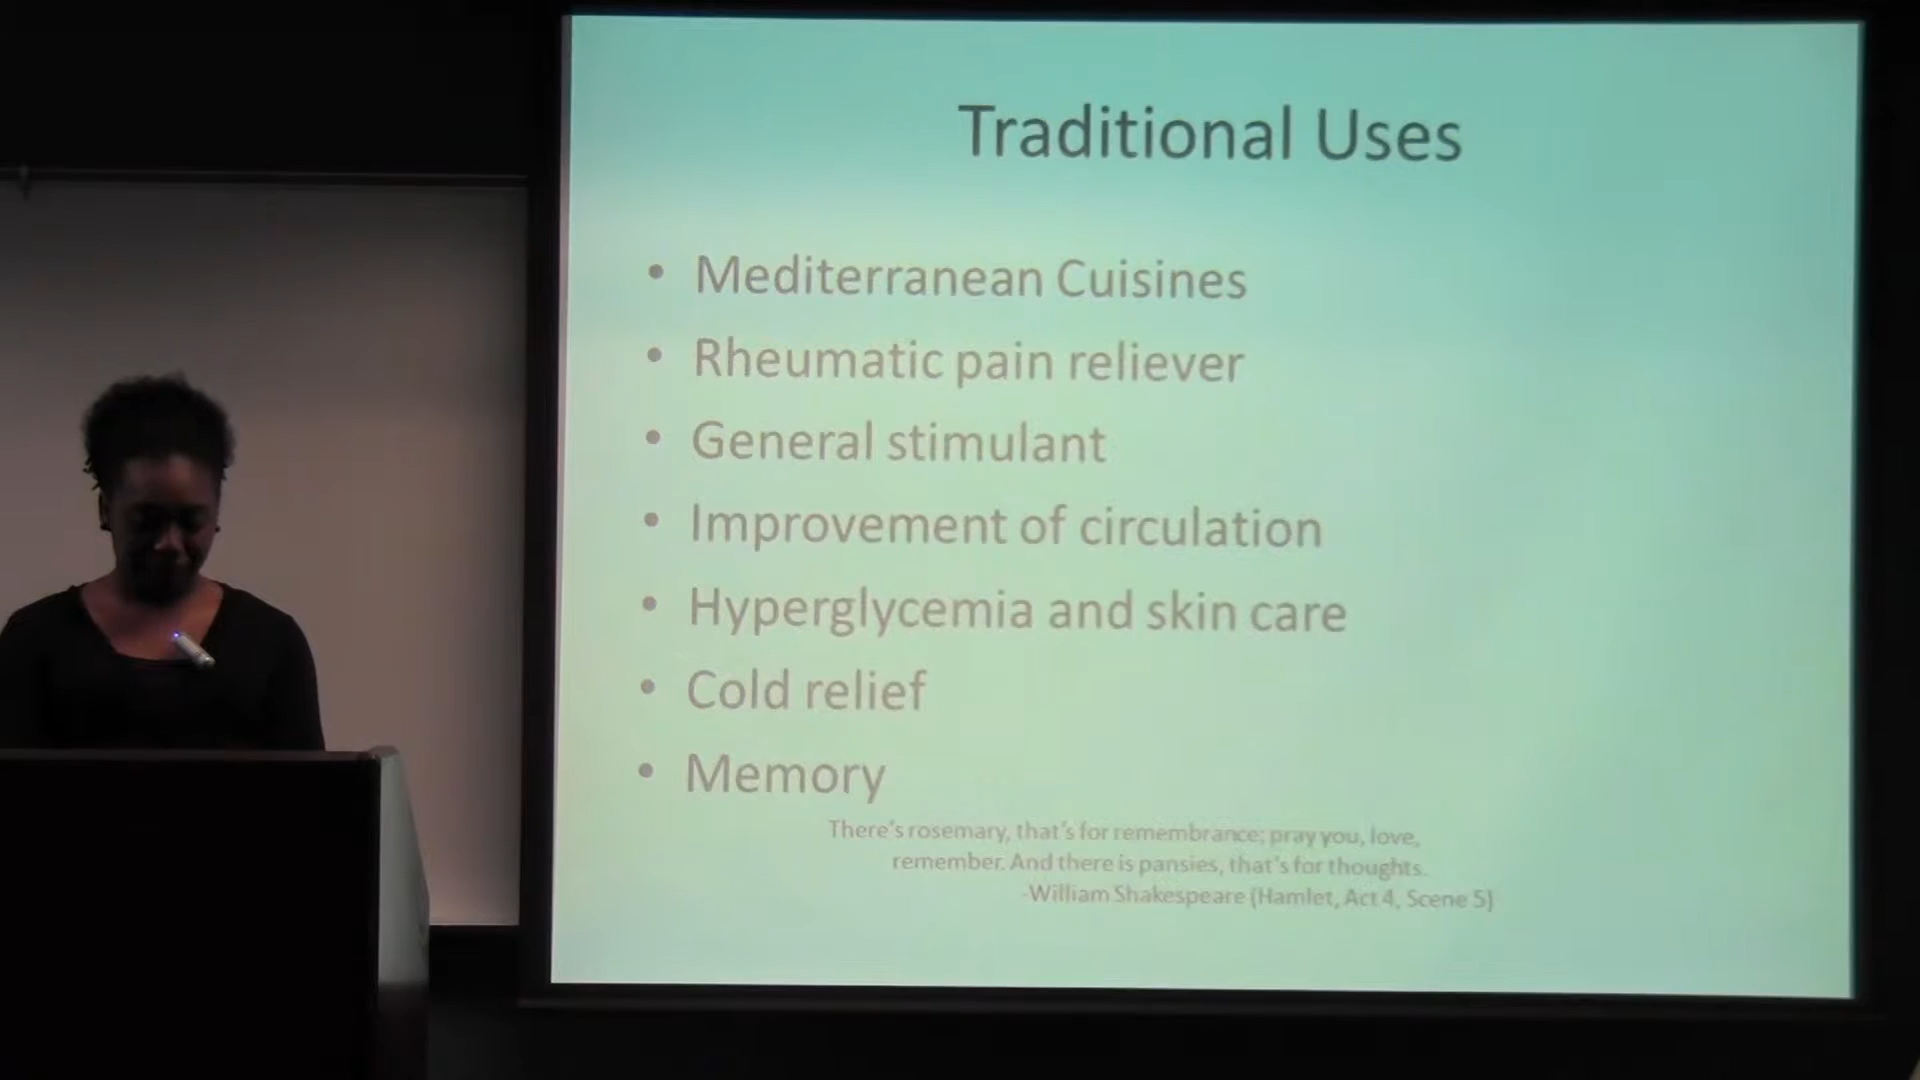 Traditional Uses
• Mediterranean Cuisines
• Rheumatic pain reliever
• General stimulant
• Improvement of circulation
• Hyperglycemia and skin care
• Cold relief
• Memory
There's rosemary, that's for remembrance; pray you, love,
remember. And there is pansies, that's for thoughts.
-William Shakespeare (Hamlet, Act 4, Scene 5)